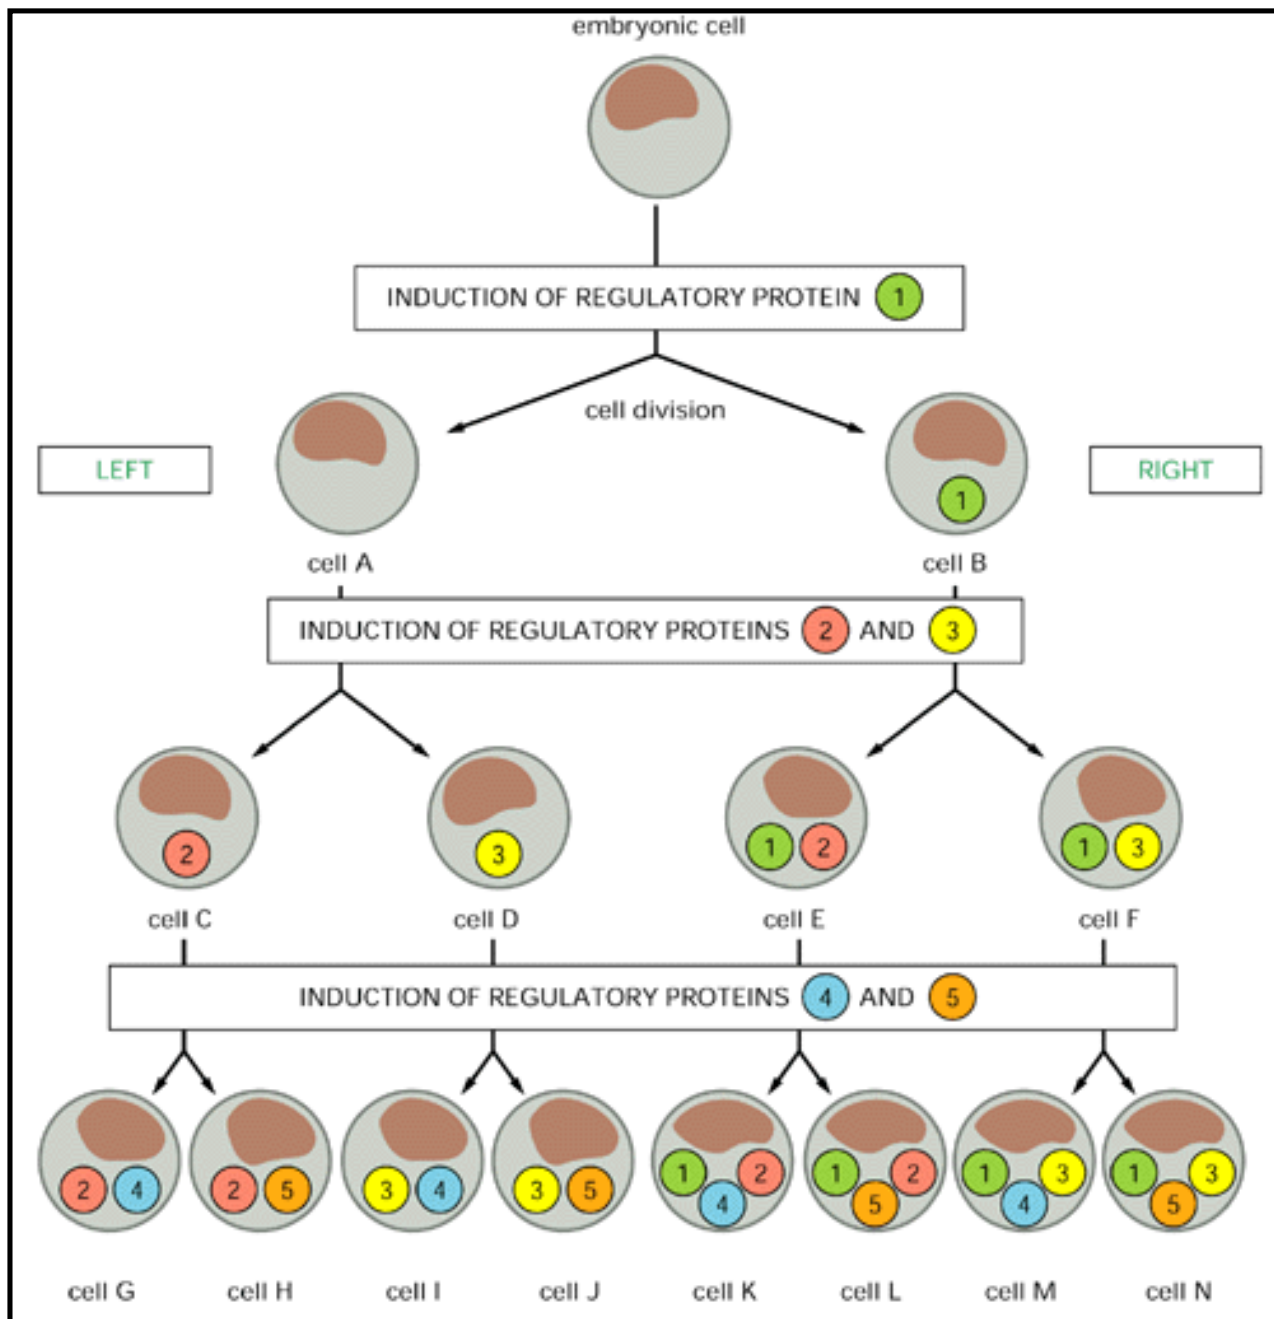 embryonic cell
INDUCTION OF REGULATORY PROTEIN 1
cell division
LEFT
RIGHT
1
cell A
cell B
INDUCTION OF REGULATORY PROTEINS 2 AND 3
2
3
1 2
1 3
cell C
cell D
cell E
cell F
INDUCTION OF REGULATORY PROTEINS 4 AND 5
2 4
2 5
3 4
3 5
1 2 4
1 2 5
1 3 4
1 3 5
cell G
cell H
cell I
cell J
cell K
cell L
cell M
cell N